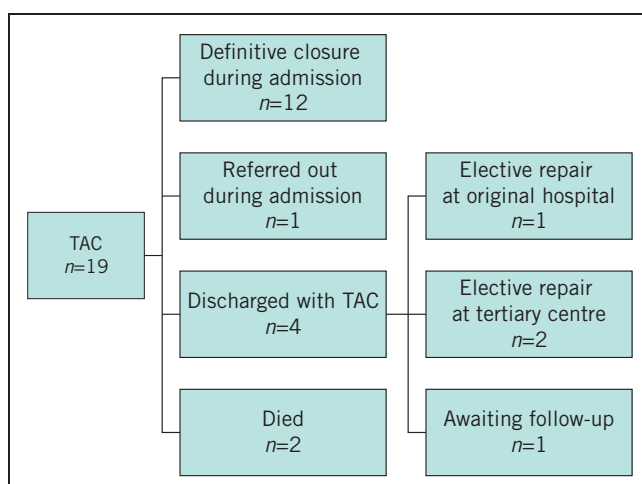 TAC
n=19
Definitive closure
during admission
n=12
Referred out
during admission
n=1
Discharged with TAC
n=4
Died
n=2
Elective repair
at original hospital
n=1
Elective repair
at tertiary centre
n=2
Awaiting follow-up
n=1